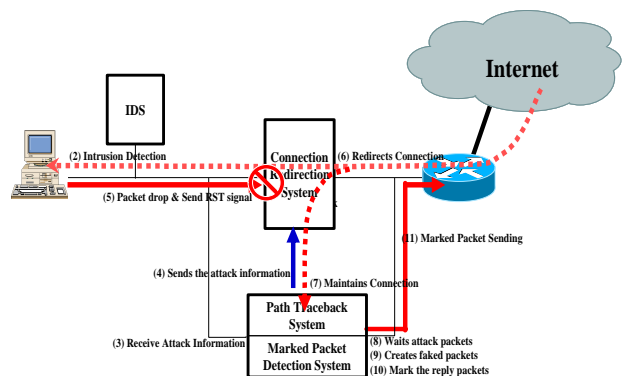 Internet
IDS
(2) Intrusion Detection
Connection
Redirection
System
(6) Redirects Connection
(5) Packet drop & Send RST signal
k
(11) Marked Packet Sending
(4) Sends the attack information
(7) Maintains Connection
Path Traceback
System
(3) Receive Attack Information
Marked Packet
Detection System
(8) Waits attack packets
(9) Creates faked packets
(10) Mark the reply packets